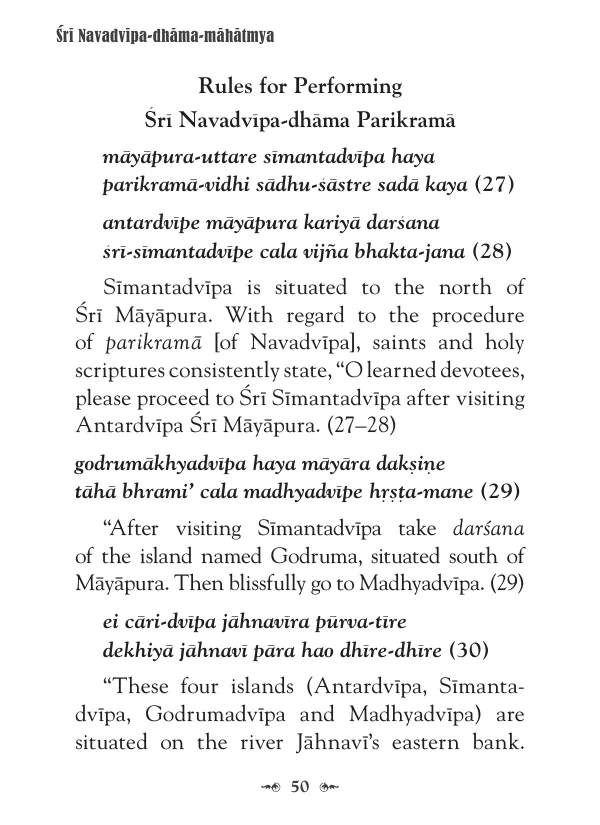 Śrī Navadvīpa-dhāma-māhātmya
Rules for Performing
Śrī Navadvīpa-dhāma Parikramā
māyāpura-uttare sīmantadvīpa haya
parikramā-vidhi sādhu-śāstre sadā kaya (27)
antardvīpe māyāpura kariyā darśana
śrī-sīmantadvīpe cala vijña bhakta-jana (28)
Sīmantadvīpa is situated to the north of
Śrī Māyāpura. With regard to the procedure
of parikramā [of Navadvīpa], saints and holy
scriptures consistently state, “O learned devotees,
please proceed to Śrī Sīmantadvīpa after visiting
Antardvīpa Śrī Māyāpura. (27–28)
godrumākhyadvīpa haya māyāra dakṣiṇe
tāhā bhrami’ cala madhyadvīpe hṛṣṭa-mane (29)
“After visiting Sīmantadvīpa take darśana
of the island named Godruma, situated south of
Māyāpura. Then blissfully go to Madhyadvīpa. (29)
ei cāri-dvīpa jāhnavīra pūrva-tīre
dekhiyā jāhnavī pāra hao dhīre-dhīre (30)
“These four islands (Antardvīpa, Sīmanta-
dvīpa, Godrumadvīpa and Madhyadvīpa) are
situated on the river Jāhnavī’s eastern bank.
50